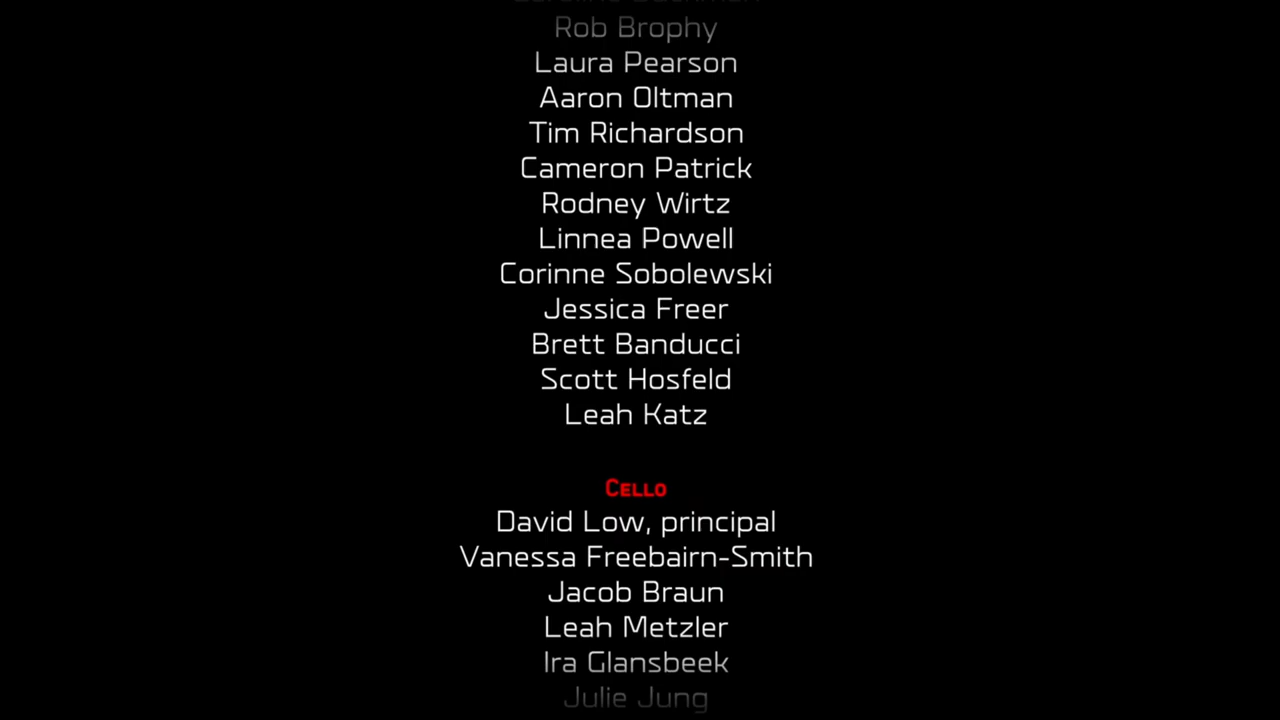 Rob Brophy
Laura Pearson
Aaron Oltman
Tim Richardson
Cameron Patrick
Rodney Wirtz
Linnea Powell
Corinne Sobolewski
Jessica Freer
Brett Banducci
Scott Hosfeld
Leah Katz
Cello
David Low, principal
Vanessa Freebairn-Smith
Jacob Braun
Leah Metzler
Ira Glansbeek
Julie Jung